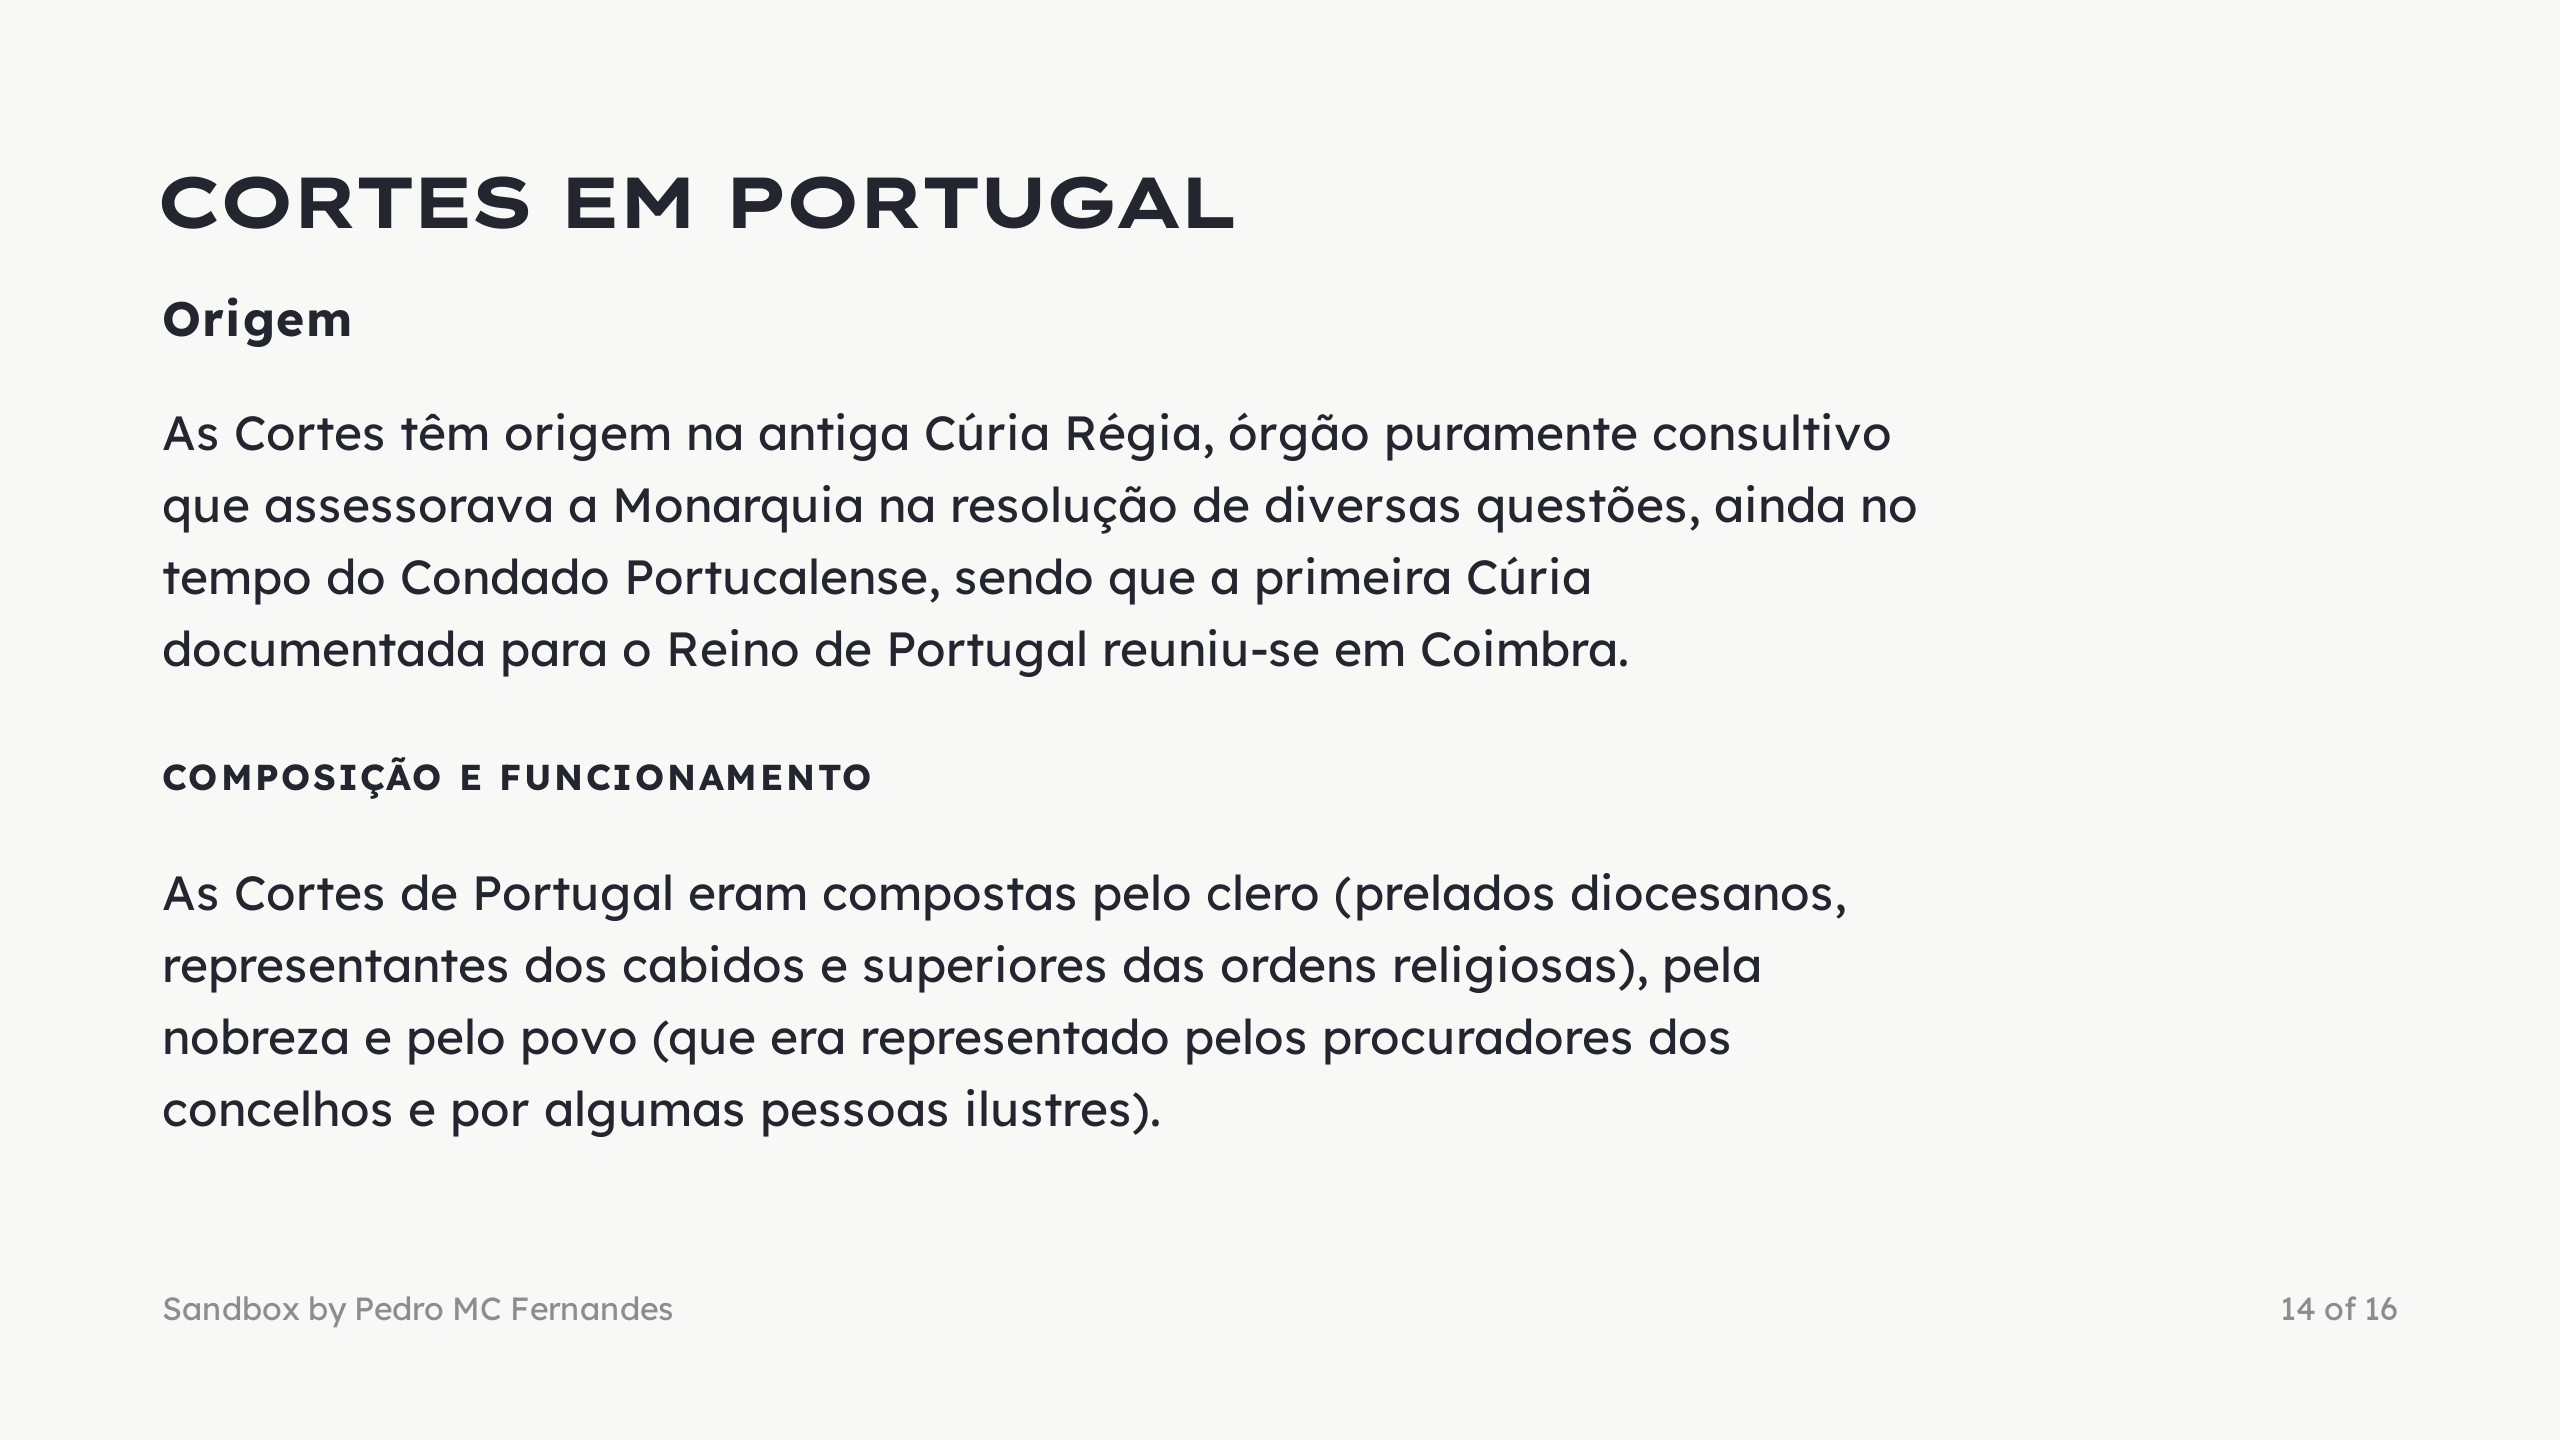 CORTES EM PORTUGAL
Origem
As Cortes têm origem na antiga Cúria Régia, órgão puramente consultivo
que assessorava a Monarquia na resolução de diversas questões, ainda no
tempo do Condado Portucalense, sendo que a primeira Cúria
documentada para o Reino de Portugal reuniu-se em Coimbra.
COMPOSIÇÃO E FUNCIONAMENTO
As Cortes de Portugal eram compostas pelo clero (prelados diocesanos,
representantes dos cabidos e superiores das ordens religiosas), pela
nobreza e pelo povo (que era representado pelos procuradores dos
concelhos e por algumas pessoas ilustres).
Sandbox by Pedro MC Fernandes
14 of 16